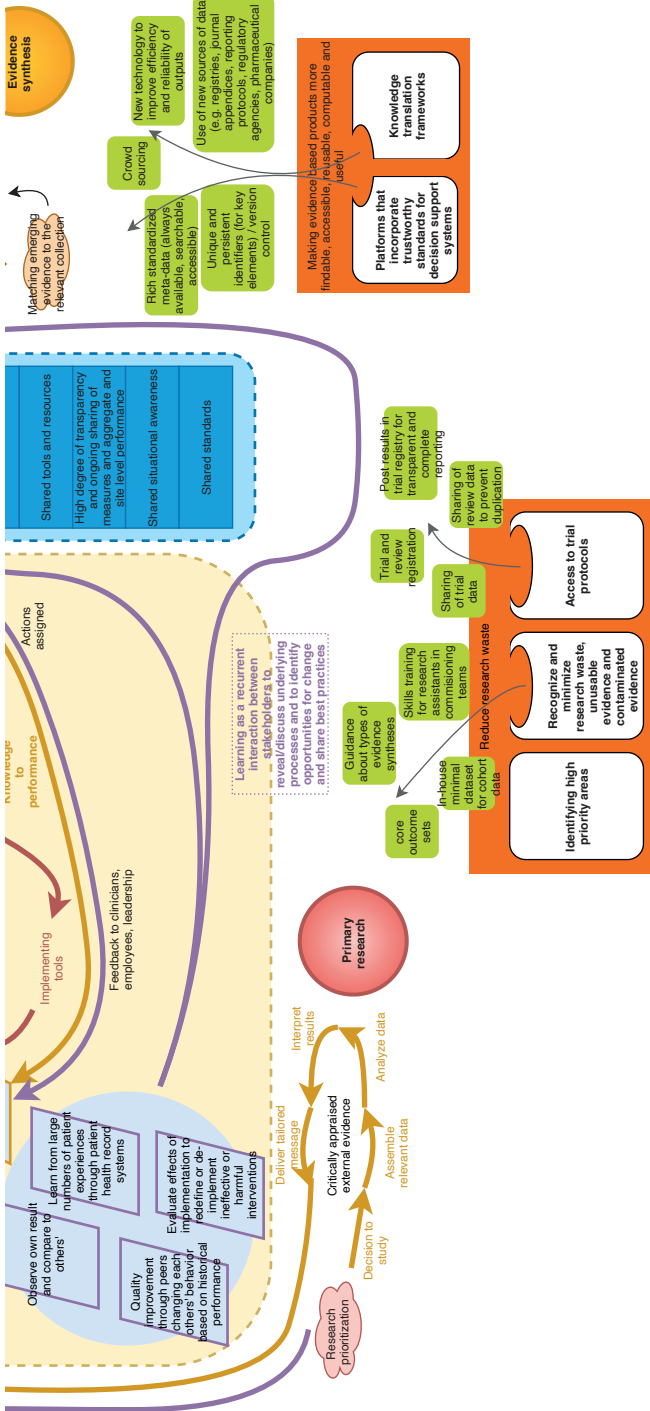 Observe own result
and compare to
others'
Learn from large
numbers of patient
experiences
through patient
health record
systems
Quality
improvement
through peers
changing each
others' behavior
based on historical
performance
Evaluate effects of
implementation to
redefine or de-
implement
ineffective or
harmful
interventions
Implementing
tools
Knowledge
to
performance
Feedback to clinicians,
employees, leadership
Actions
assigned
Shared tools and resources
High degree of transparency
and ongoing sharing of
measures and aggregate and
site level performance
Shared situational awareness
Shared standards
Learning as a recurrent
interaction between
stakeholders to
reveal/discuss underlying
processes and to identify
opportunities for change
and share best practices
Matching emerging
evidence to the
relevant collection
Evidence
synthesis
Crowd
sourcing
New technology to
improve efficiency
and reliability of
outputs
Rich standardized
meta-data (always
available, searchable,
accessible)
Unique and
persistent
identifiers (for key
elements) / version
control
Use of new sources of data
(e.g. registries, journal
appendices, reporting
protocols, regulatory
agencies, pharmaceutical
companies)
Making evidence based products more
findable, accessible, reusable, computable and
useful
Platforms that
incorporate
trustworthy
standards for
decision support
systems
Knowledge
translation
frameworks
Research
prioritization
Decision to
study
Assemble
relevant data
Analyze data
Interpret
results
Deliver tailored
message
Critically appraised
external evidence
Primary
research
Guidance
about types of
evidence
syntheses
core
outcome
sets
Skills training
for research
assistants in
commisioning
teams
In-house
minimal
dataset
for cohort
data
Trial and
review
registration
Post results in
trial registry for
transparent and
complete
reporting
Sharing
of trial
data
Sharing of
review data
to prevent
duplication
Reduce research waste
Identifying high
priority areas
Recognize and
minimize
research waste,
unusable
evidence and
contaminated
evidence
Access to trial
protocols